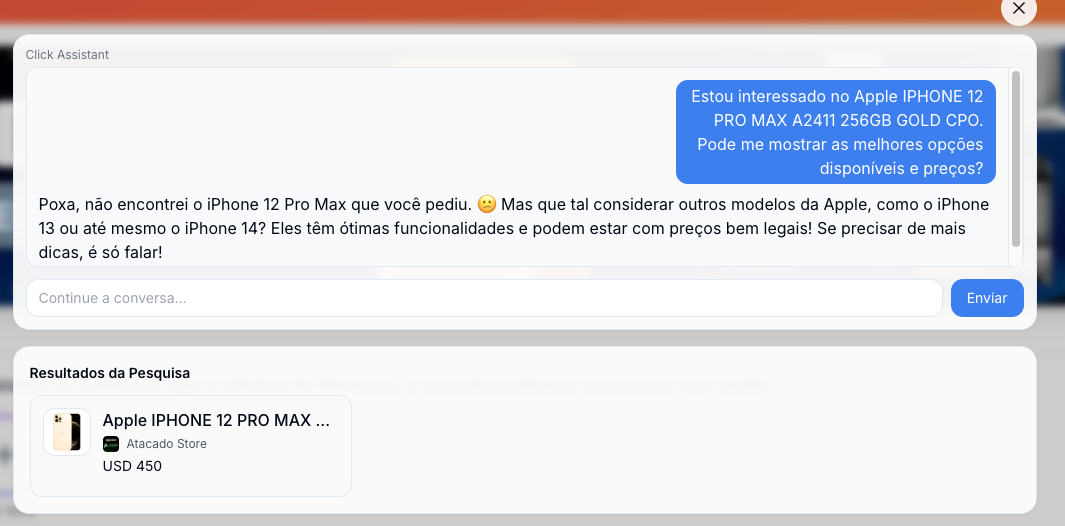 Click Assistant
Estou interessado no Apple IPHONE 12
PRO MAX A2411 256GB GOLD CPO.
Pode me mostrar as melhores opções
disponíveis e preços?
Poxa, não encontrei o iPhone 12 Pro Max que você pediu. 😕 Mas que tal considerar outros modelos da Apple, como o iPhone
13 ou até mesmo o iPhone 14? Eles têm ótimas funcionalidades e podem estar com preços bem legais! Se precisar de mais
dicas, é só falar!
Continue a conversa...
Enviar
Resultados da Pesquisa
Apple IPHONE 12 PRO MAX ...
Atacado Store
USD 450